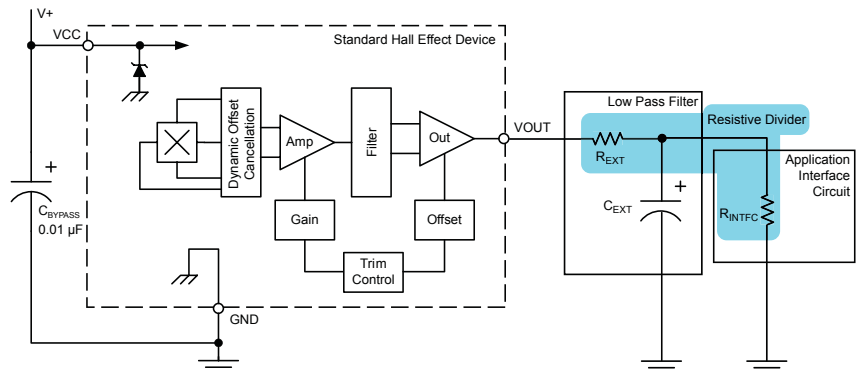 V+
VCC
Standard Hall Effect Device
Dynamic Offset
Cancellation
Amp
Filter
Out
Gain
Offset
Trim
Control
GND
+
CBYPASS
0.01 µF
VOUT
Low Pass Filter
REXT
+
CEXT
Resistive Divider
Application
Interface
Circuit
RINTFC